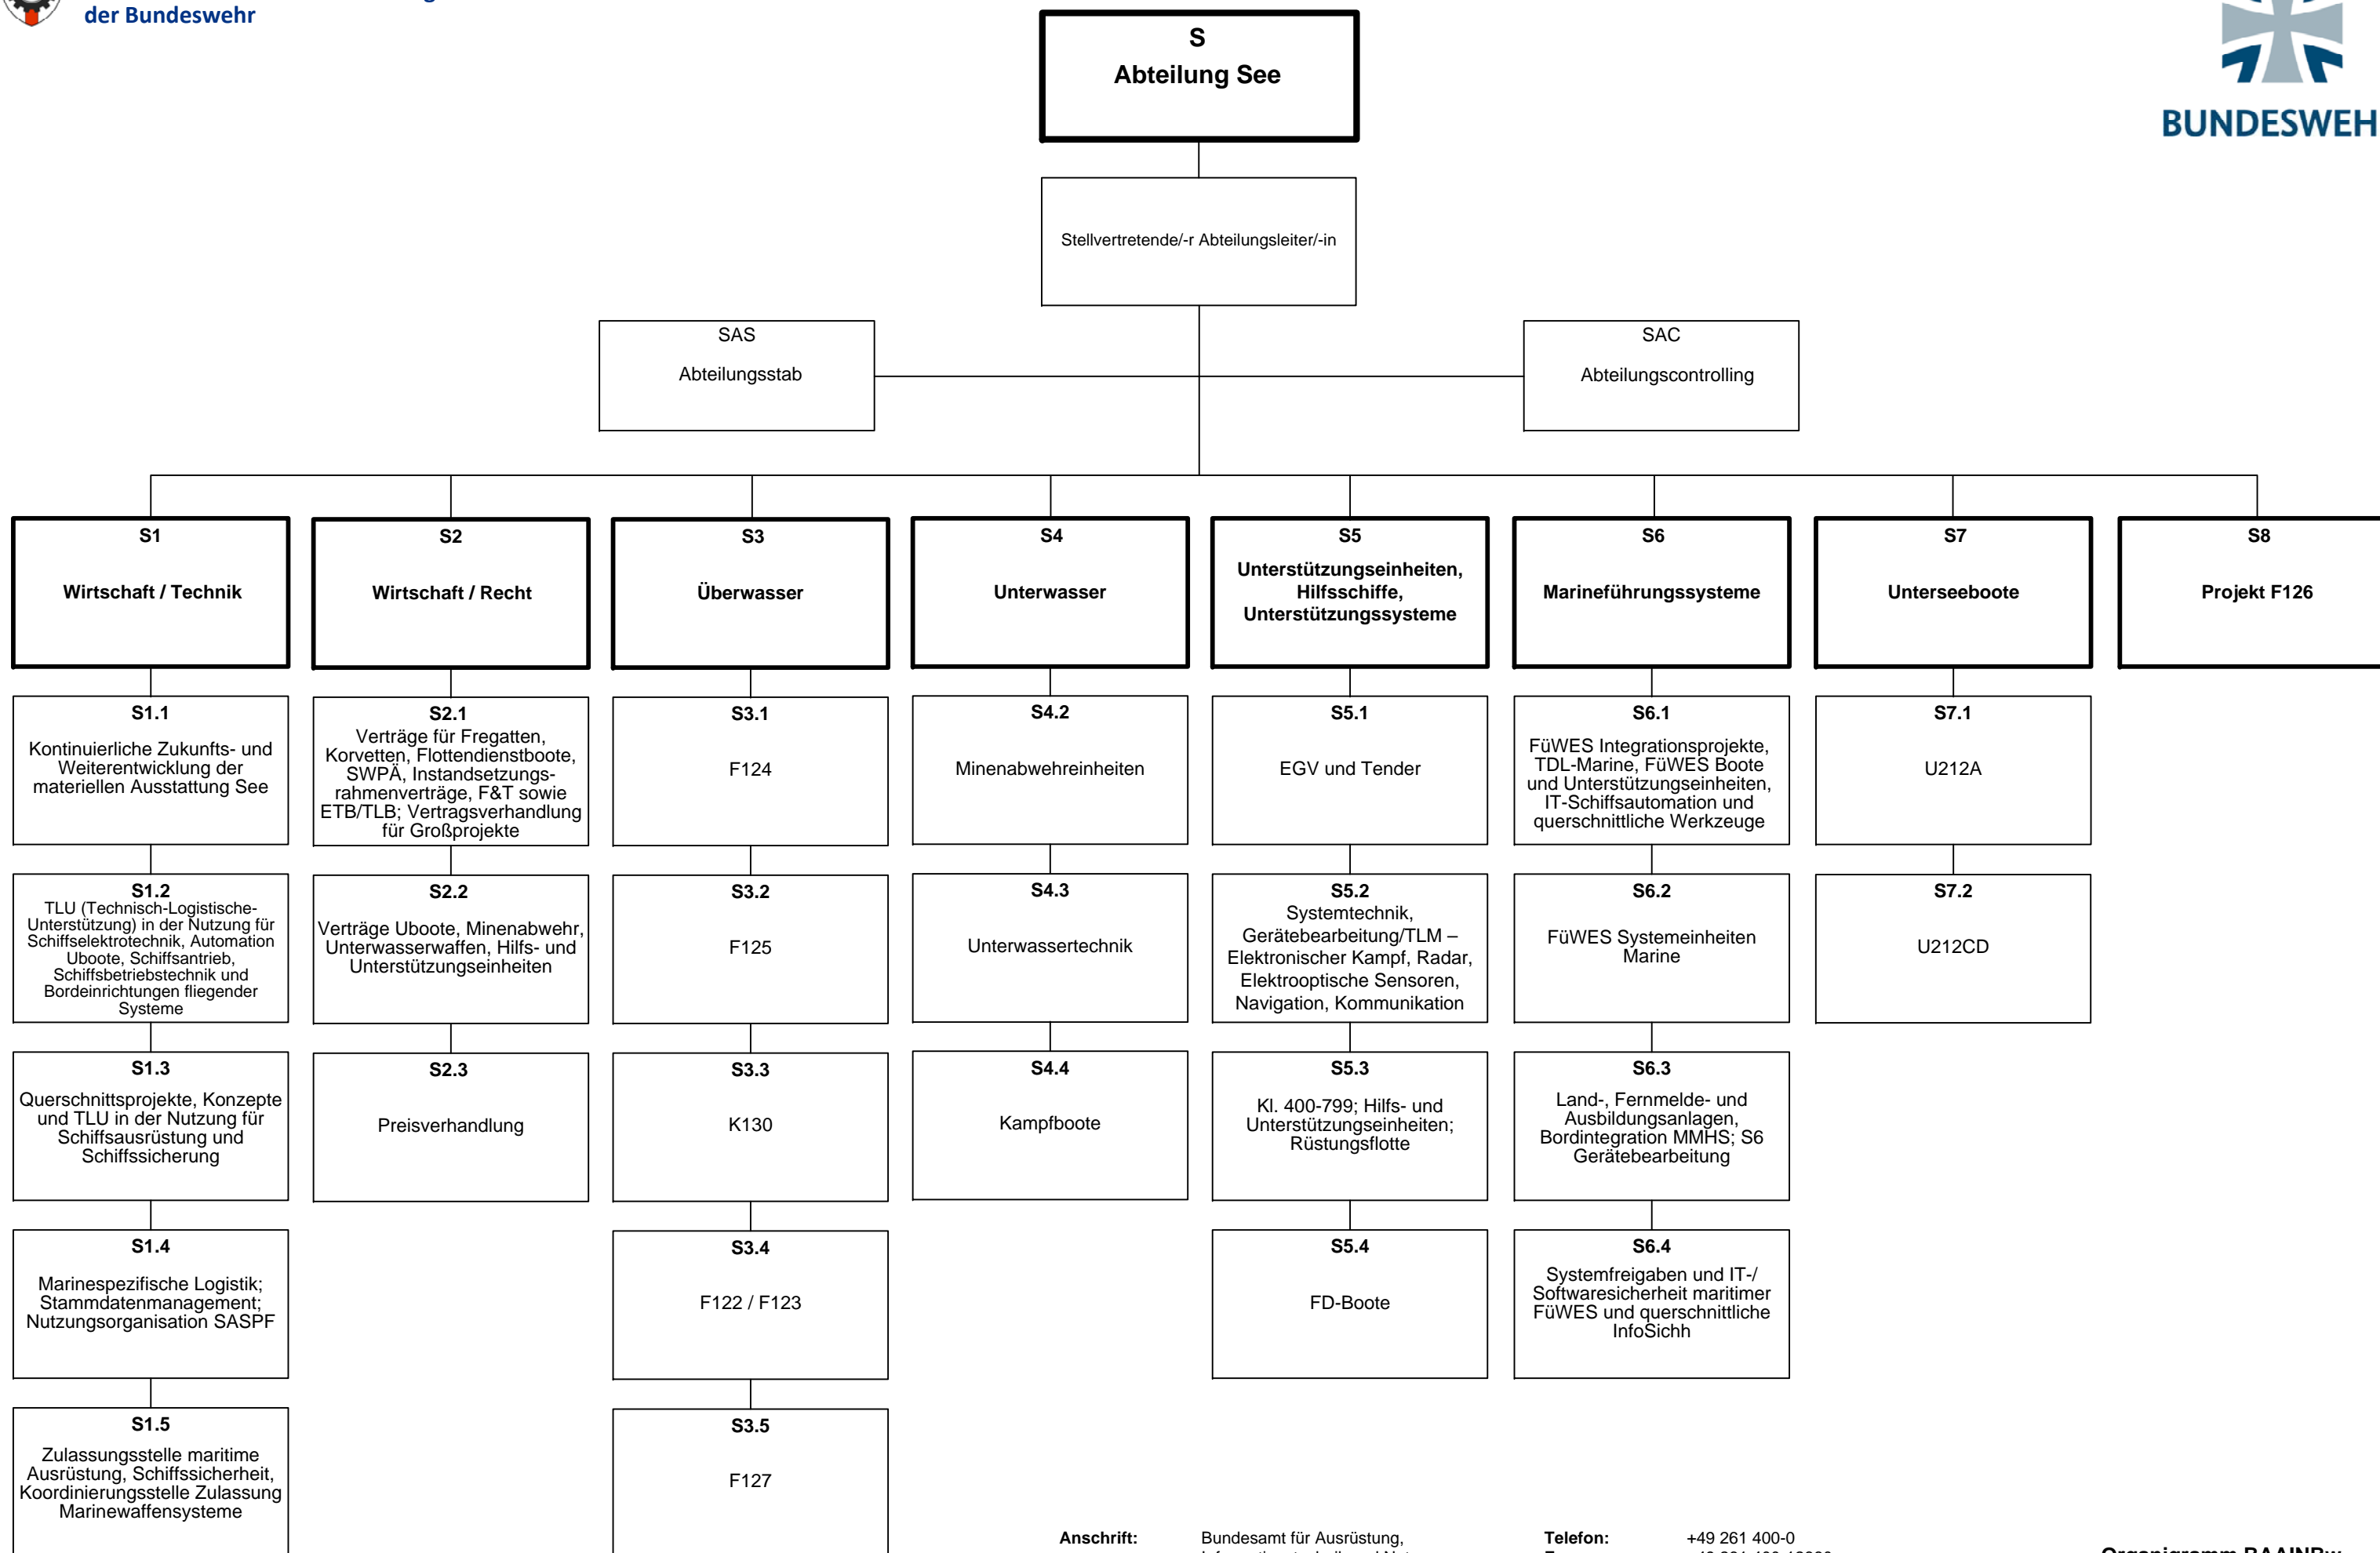 der Bundeswehr
BUNDESWEH
S
Abteilung See
Stellvertretende/-r Abteilungsleiter/-in
SAS
Abteilungsstab
SAC
Abteilungscontrolling
S1
Wirtschaft / Technik
S2
Wirtschaft / Recht
S3
Überwasser
S4
Unterwasser
S5
Unterstützungseinheiten,
Hilfsschiffe,
Unterstützungssysteme
S6
Marineführungssysteme
S7
Unterseeboote
S8
Projekt F126
S1.1
Kontinuierliche Zukunfts- und
Weiterentwicklung der
materiellen Ausstattung See
S2.1
Verträge für Fregatten,
Korvetten, Flottendienstboote,
SWPÄ, Instandsetzungs-
rahmenverträge, F&T sowie
ETB/TLB; Vertragsverhandlung
für Großprojekte
S3.1
F124
S4.2
Minenabwehreinheiten
S5.1
EGV und Tender
S6.1
FüWES Integrationsprojekte,
TDL-Marine, FüWES Boote
und Unterstützungseinheiten,
IT-Schiffsautomation und
querschnittliche Werkzeuge
S7.1
U212A
S1.2
TLU (Technisch-Logistische-
Unterstützung) in der Nutzung für
Schiffselektrotechnik, Automation
Uboote, Schiffsantrieb,
Schiffsbetriebstechnik und
Bordeinrichtungen fliegender
Systeme
S2.2
Verträge Uboote, Minenabwehr,
Unterwasserwaffen, Hilfs- und
Unterstützungseinheiten
S3.2
F125
S4.3
Unterwassertechnik
S5.2
Systemtechnik,
Gerätebearbeitung/TLM –
Elektronischer Kampf, Radar,
Elektrooptische Sensoren,
Navigation, Kommunikation
S6.2
FüWES Systemeinheiten
Marine
S7.2
U212CD
S1.3
Querschnittsprojekte, Konzepte
und TLU in der Nutzung für
Schiffsausrüstung und
Schiffssicherung
S2.3
Preisverhandlung
S3.3
K130
S4.4
Kampfboote
S5.3
Kl. 400-799; Hilfs- und
Unterstützungseinheiten;
Rüstungsflotte
S6.3
Land-, Fernmelde- und
Ausbildungsanlagen,
Bordintegration MMHS; S6
Gerätebearbeitung
S1.4
Marinespezifische Logistik;
Stammdatenmanagement;
Nutzungsorganisation SASPF
S3.4
F122 / F123
S5.4
FD-Boote
S6.4
Systemfreigaben und IT-/
Softwaresicherheit maritimer
FüWES und querschnittliche
InfoSichh
S1.5
Zulassungsstelle maritime
Ausrüstung, Schiffssicherheit,
Koordinierungsstelle Zulassung
Marinewaffensysteme
S3.5
F127
Anschrift: Bundesamt für Ausrüstung,
Telefon: +49 261 400-0
Organigramm BAAINBw